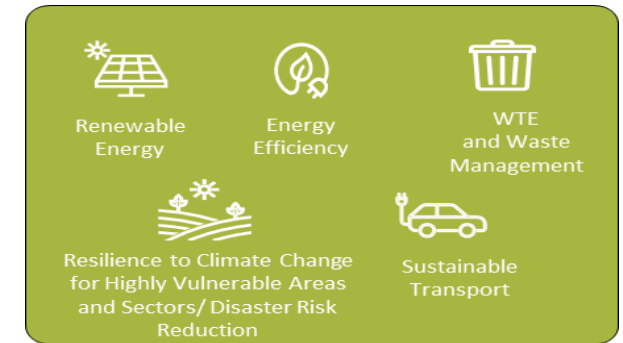 Renewable
Energy
Energy
Efficiency
WTE
and Waste
Management
Resilience to Climate Change
for Highly Vulnerable Areas
and Sectors/ Disaster Risk
Reduction
Sustainable
Transport